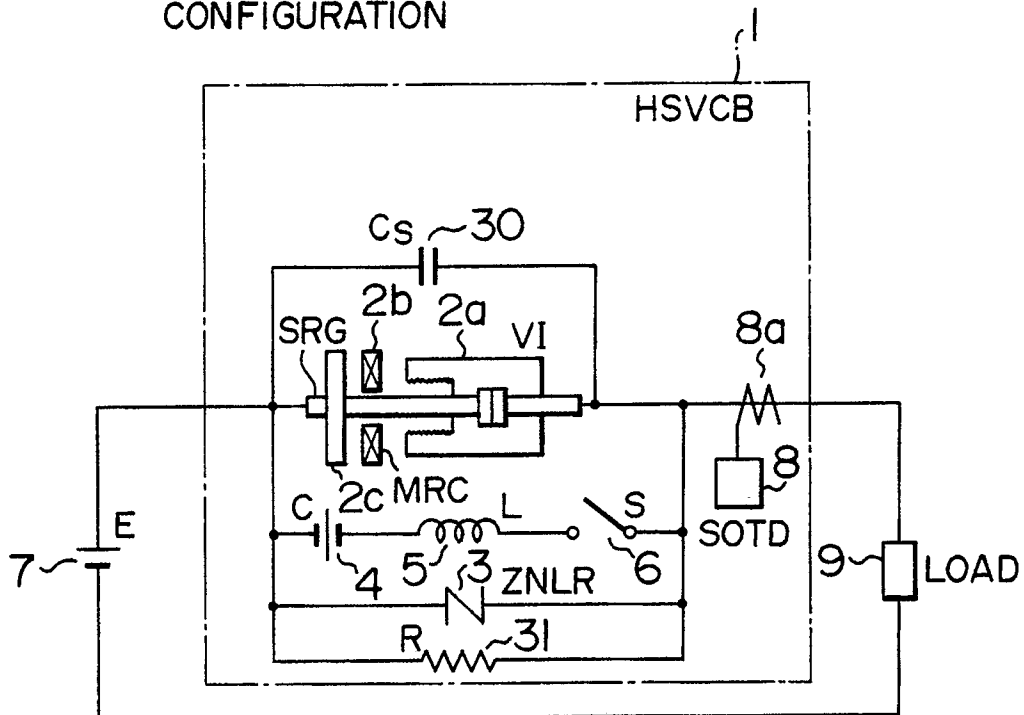 CONFIGURATION
1
HSVCB
Cs 30
2b 2a
SRG VI 8a
2c MRC 8
C L S SOTD
E
7 4 5 3 6 9 LOAD
ZNLR
R 31